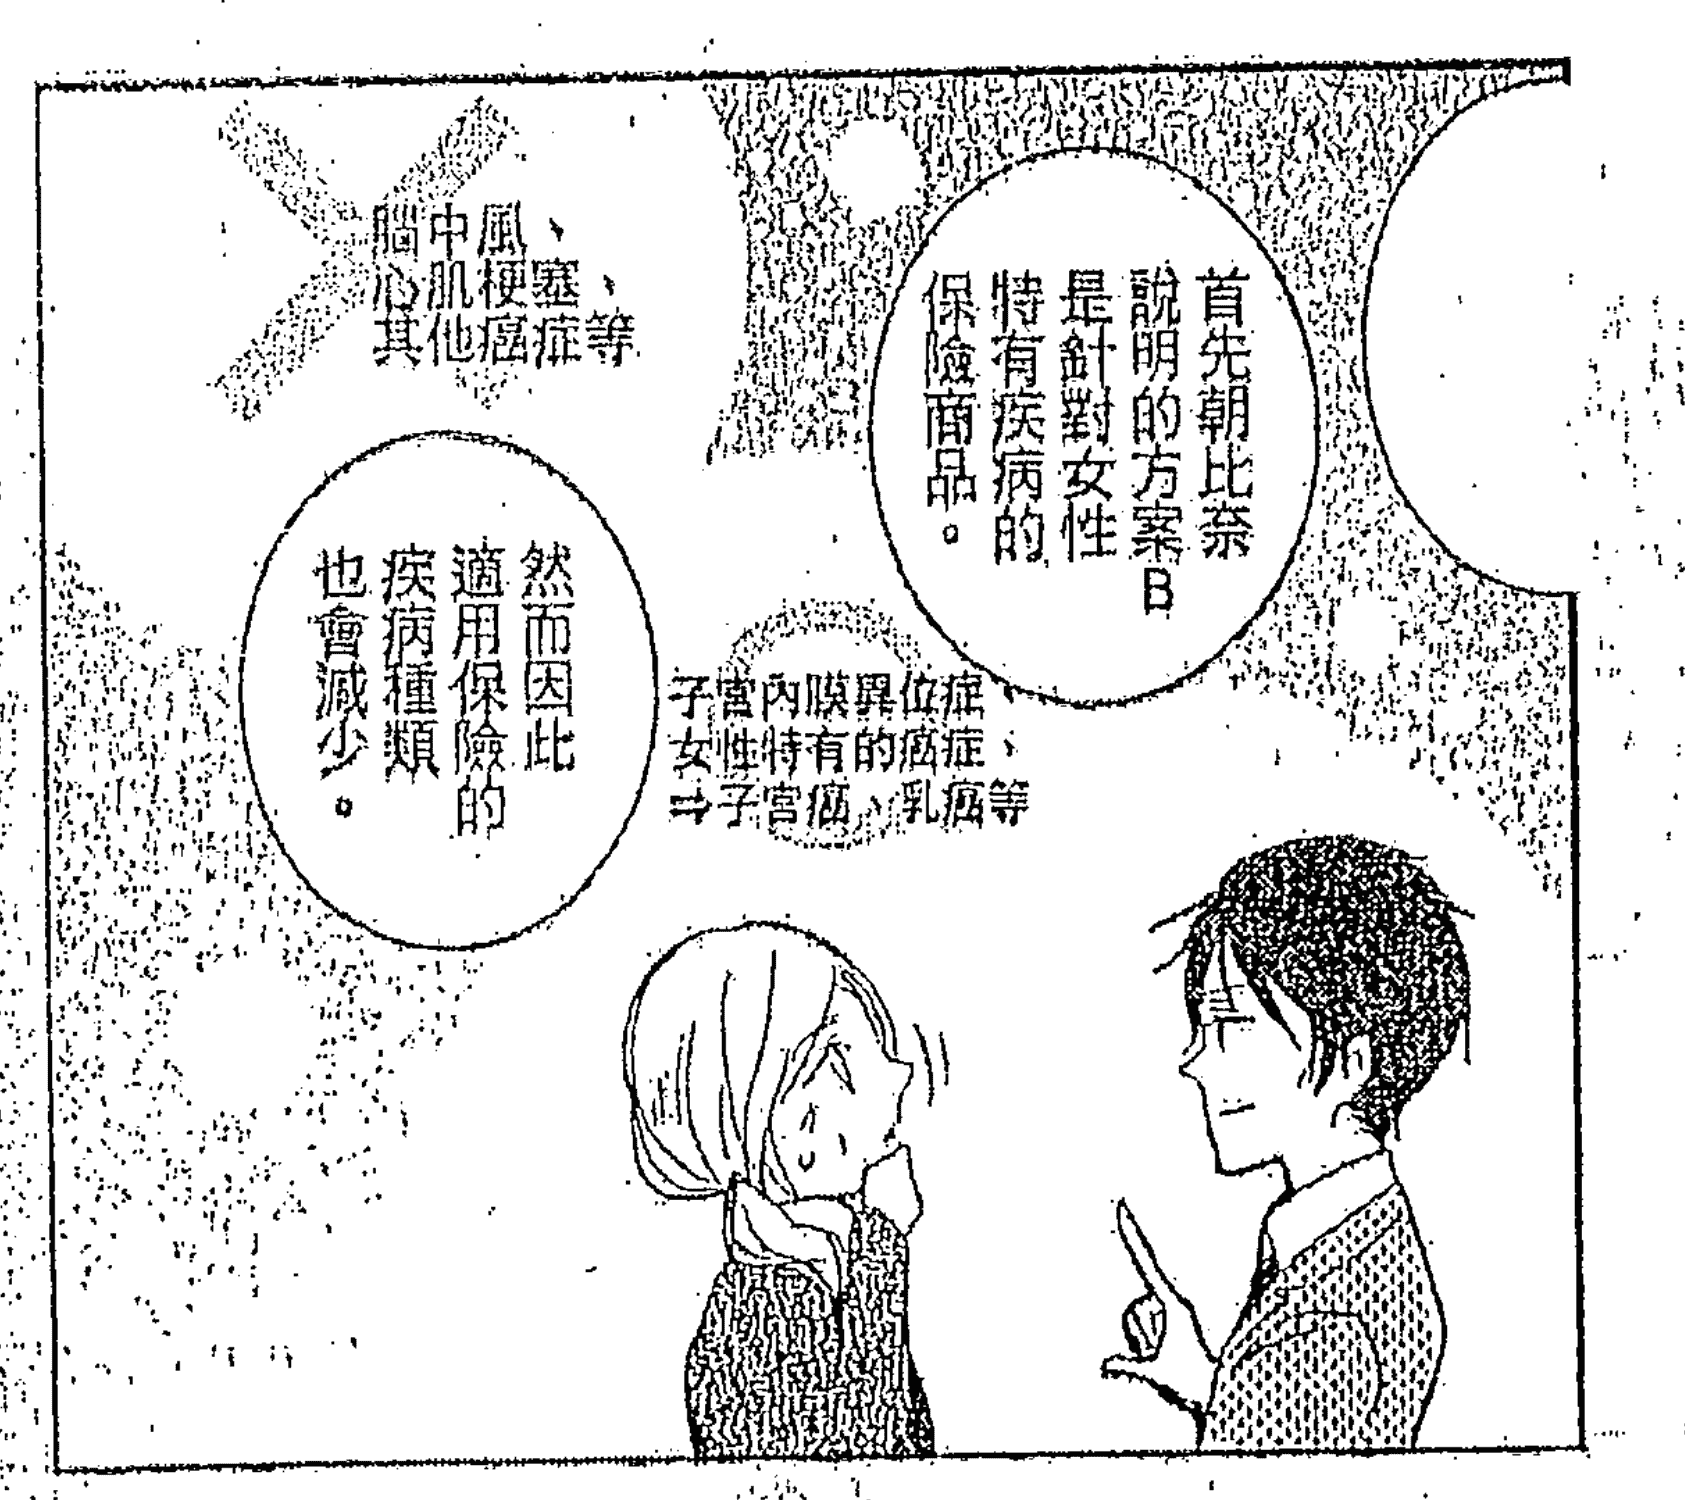 首先朝比奈
說明的方案B
是針對女性
特有疾病的
保險商品。
子宮內膜異位症、
女性特有的癌症、
⇒子宮癌、乳癌等
腦中風、
心肌梗塞、
其他癌症等
然而因此
適用保險的
疾病種類
也會減少。